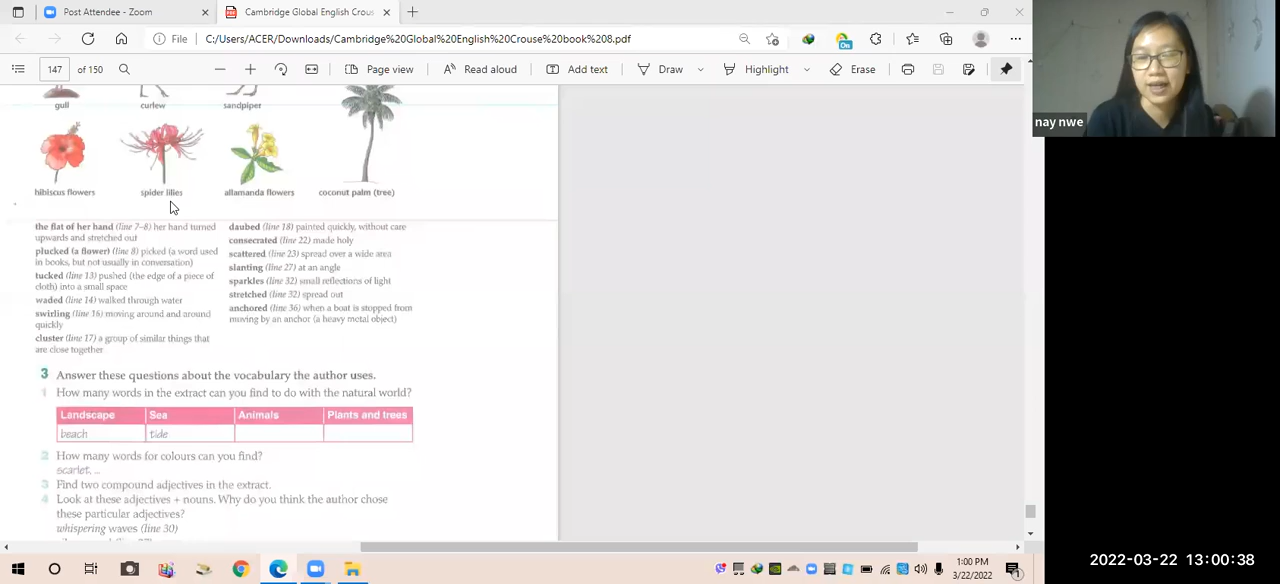 Post Attendee - Zoom
Cambridge Global English Crous
File C:/Users/ACER/Downloads/Cambridge%20Global%20English%20Crouse%20book%208.pdf
On
147 of 150
Page view
Read aloud
Add text
Draw
Highlight
Erase
nay nwe
gull curlew sandpiper
hibiscus flowers spider lilies allamanda flowers coconut palm (tree)
the flat of her hand (line 7–8) her hand turned
upwards and stretched out
plucked (a flower) (line 8) picked (a word used
in books, but not usually in conversation)
tucked (line 13) pushed (the edge of a piece of
cloth) into a small space
waded (line 14) walked through water
swirling (line 16) moving around and around
quickly
cluster (line 17) a group of similar things that
are close together
daubed (line 18) painted quickly, without care
consecrated (line 22) made holy
scattered (line 23) spread over a wide area
slanting (line 27) at an angle
sparkles (line 32) small reflections of light
stretched (line 32) spread out
anchored (line 36) when a boat is stopped from
moving by an anchor (a heavy metal object)
3 Answer these questions about the vocabulary the author uses.
1 How many words in the extract can you find to do with the natural world?
Landscape Sea Animals Plants and trees
beach tide
2 How many words for colours can you find?
scarlet, ...
3 Find two compound adjectives in the extract.
4 Look at these adjectives + nouns. Why do you think the author chose
these particular adjectives?
whispering waves (line 30)
1:00 PM
3/22/2022
2022-03-22 13:00:38